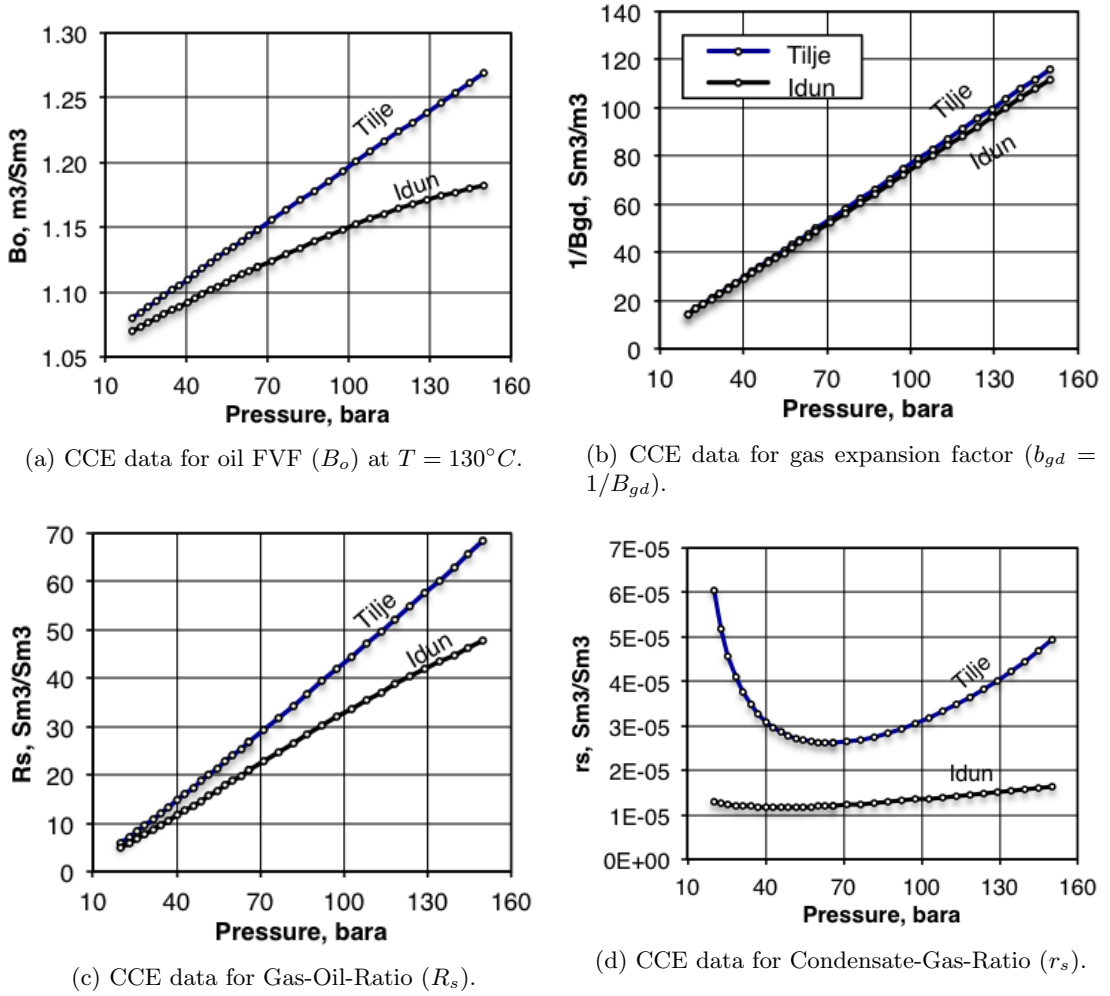 1.30
1.25
1.20
1.15
1.10
1.05
Bo, m3/Sm3
Tilje
Idun
10 40 70 100 130 160
Pressure, bara
(a) CCE data for oil FVF (Bo) at T = 130°C.
140
120
100
80
60
40
20
0
1/Bgd, Sm3/m3
Tilje
Idun
Tilje
Idun
10 40 70 100 130 160
Pressure, bara
(b) CCE data for gas expansion factor (bgd =
1/Bgd).
70
60
50
40
30
20
10
0
Rs, Sm3/Sm3
Tilje
Idun
10 40 70 100 130 160
Pressure, bara
(c) CCE data for Gas-Oil-Ratio (Rs).
7E-05
6E-05
5E-05
4E-05
3E-05
2E-05
1E-05
0E+00
rs, Sm3/Sm3
Tilje
Idun
10 40 70 100 130 160
Pressure, bara
(d) CCE data for Condensate-Gas-Ratio (rs).